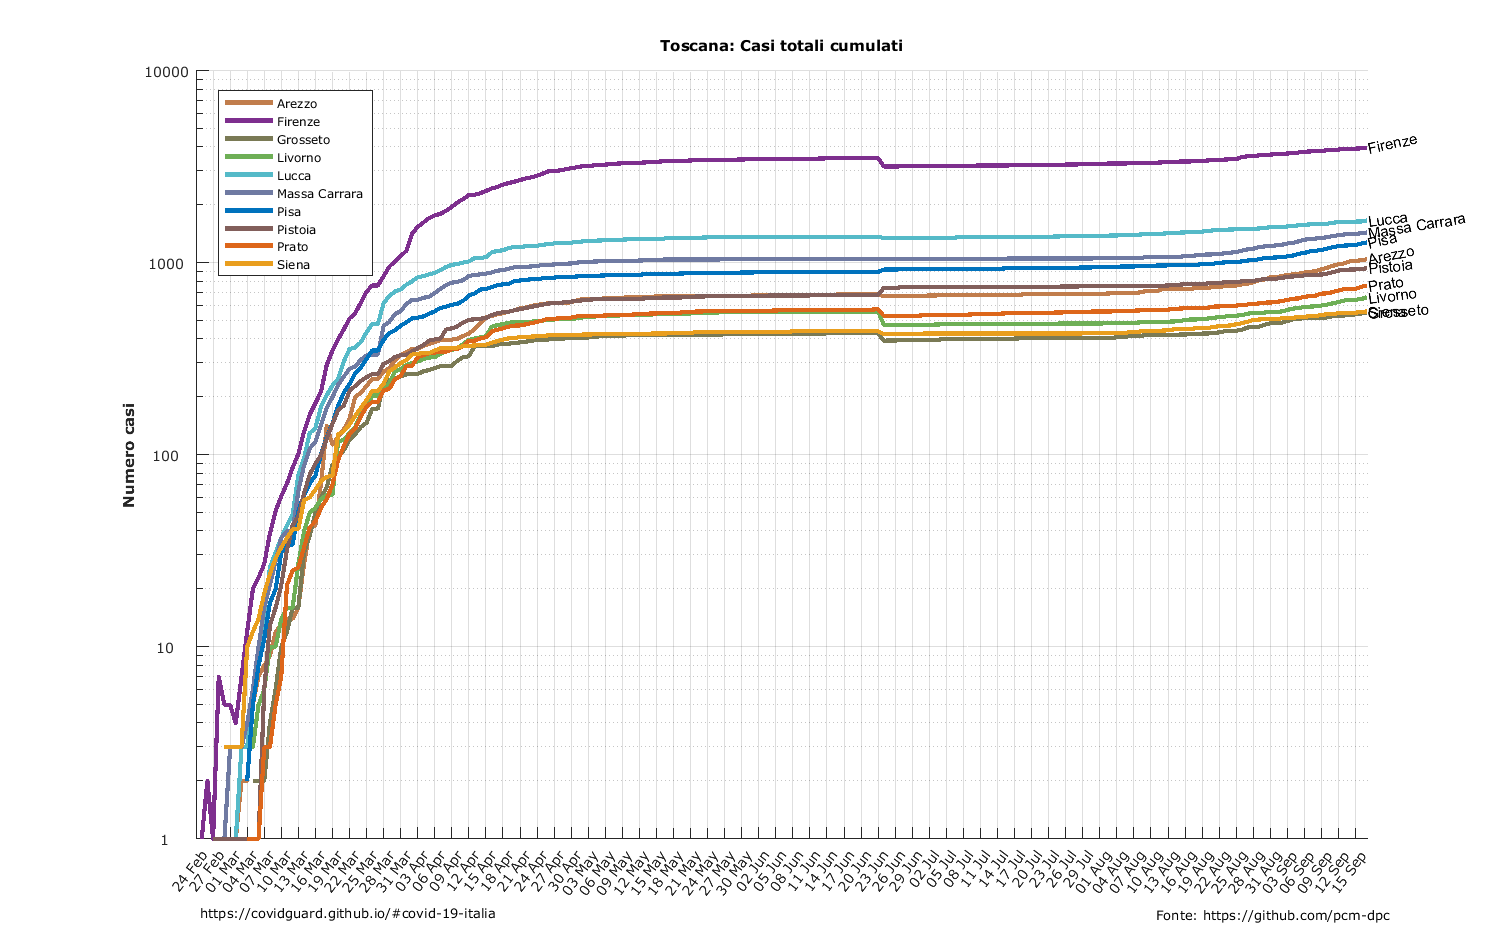 Toscana: Casi totali cumulati
Numero casi
10000
1000
100
10
1
Arezzo
Firenze
Grosseto
Livorno
Lucca
Massa Carrara
Pisa
Pistoia
Prato
Siena
Firenze
Lucca
Massa Carrara
Pisa
Arezzo
Pistoia
Prato
Livorno
Siena
Grosseto
24 Feb
27 Feb
01 Mar
04 Mar
07 Mar
10 Mar
13 Mar
16 Mar
19 Mar
22 Mar
25 Mar
28 Mar
31 Mar
03 Apr
06 Apr
09 Apr
12 Apr
15 Apr
18 Apr
21 Apr
24 Apr
27 Apr
30 Apr
03 May
06 May
09 May
12 May
15 May
18 May
21 May
24 May
27 May
30 May
02 Jun
05 Jun
08 Jun
11 Jun
14 Jun
17 Jun
20 Jun
23 Jun
26 Jun
29 Jun
02 Jul
05 Jul
08 Jul
11 Jul
14 Jul
17 Jul
20 Jul
23 Jul
26 Jul
29 Jul
01 Aug
04 Aug
07 Aug
10 Aug
13 Aug
16 Aug
19 Aug
22 Aug
25 Aug
28 Aug
31 Aug
03 Sep
06 Sep
09 Sep
12 Sep
15 Sep
https://covidguard.github.io/#covid-19-italia
Fonte: https://github.com/pcm-dpc